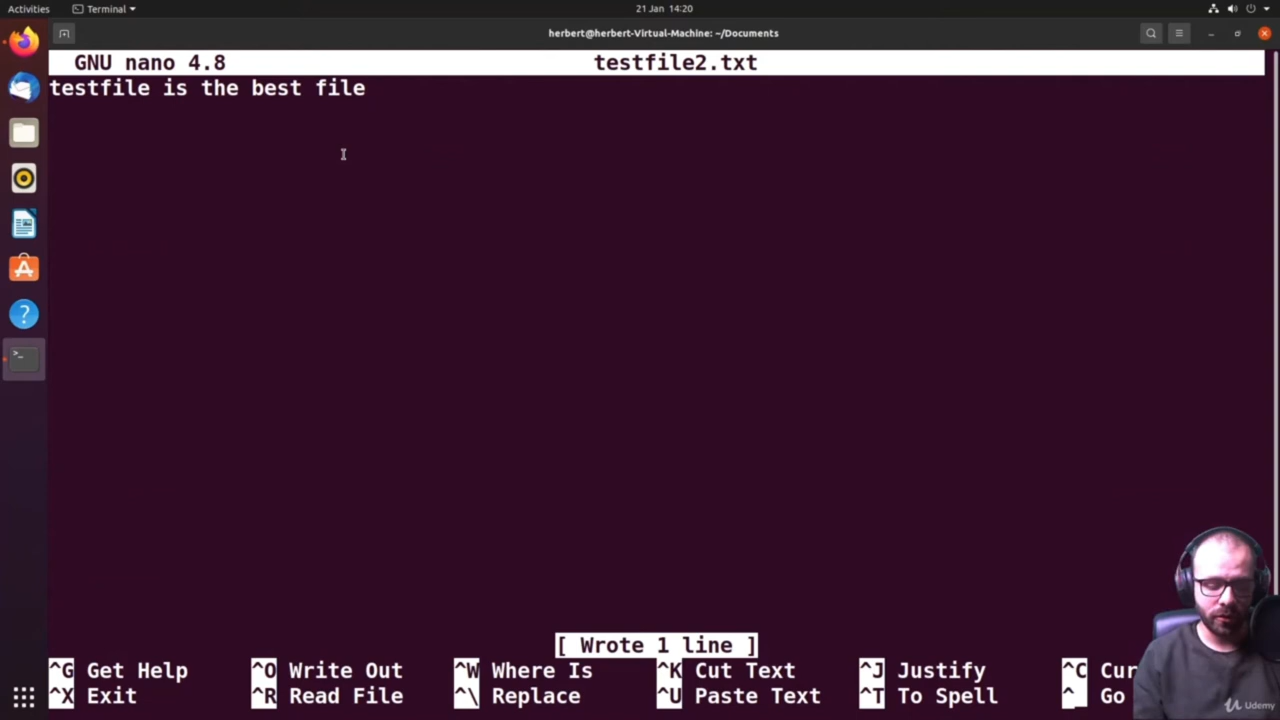 Activities
Terminal
21 Jan 14:20
herbert@herbert-Virtual-Machine: ~/Documents
GNU nano 4.8
testfile2.txt
testfile is the best file
[ Wrote 1 line ]
^G Get Help ^O Write Out ^W Where Is ^K Cut Text ^J Justify ^C Cur
^X Exit ^R Read File ^\ Replace ^U Paste Text ^T To Spell ^_ Go
Udemy